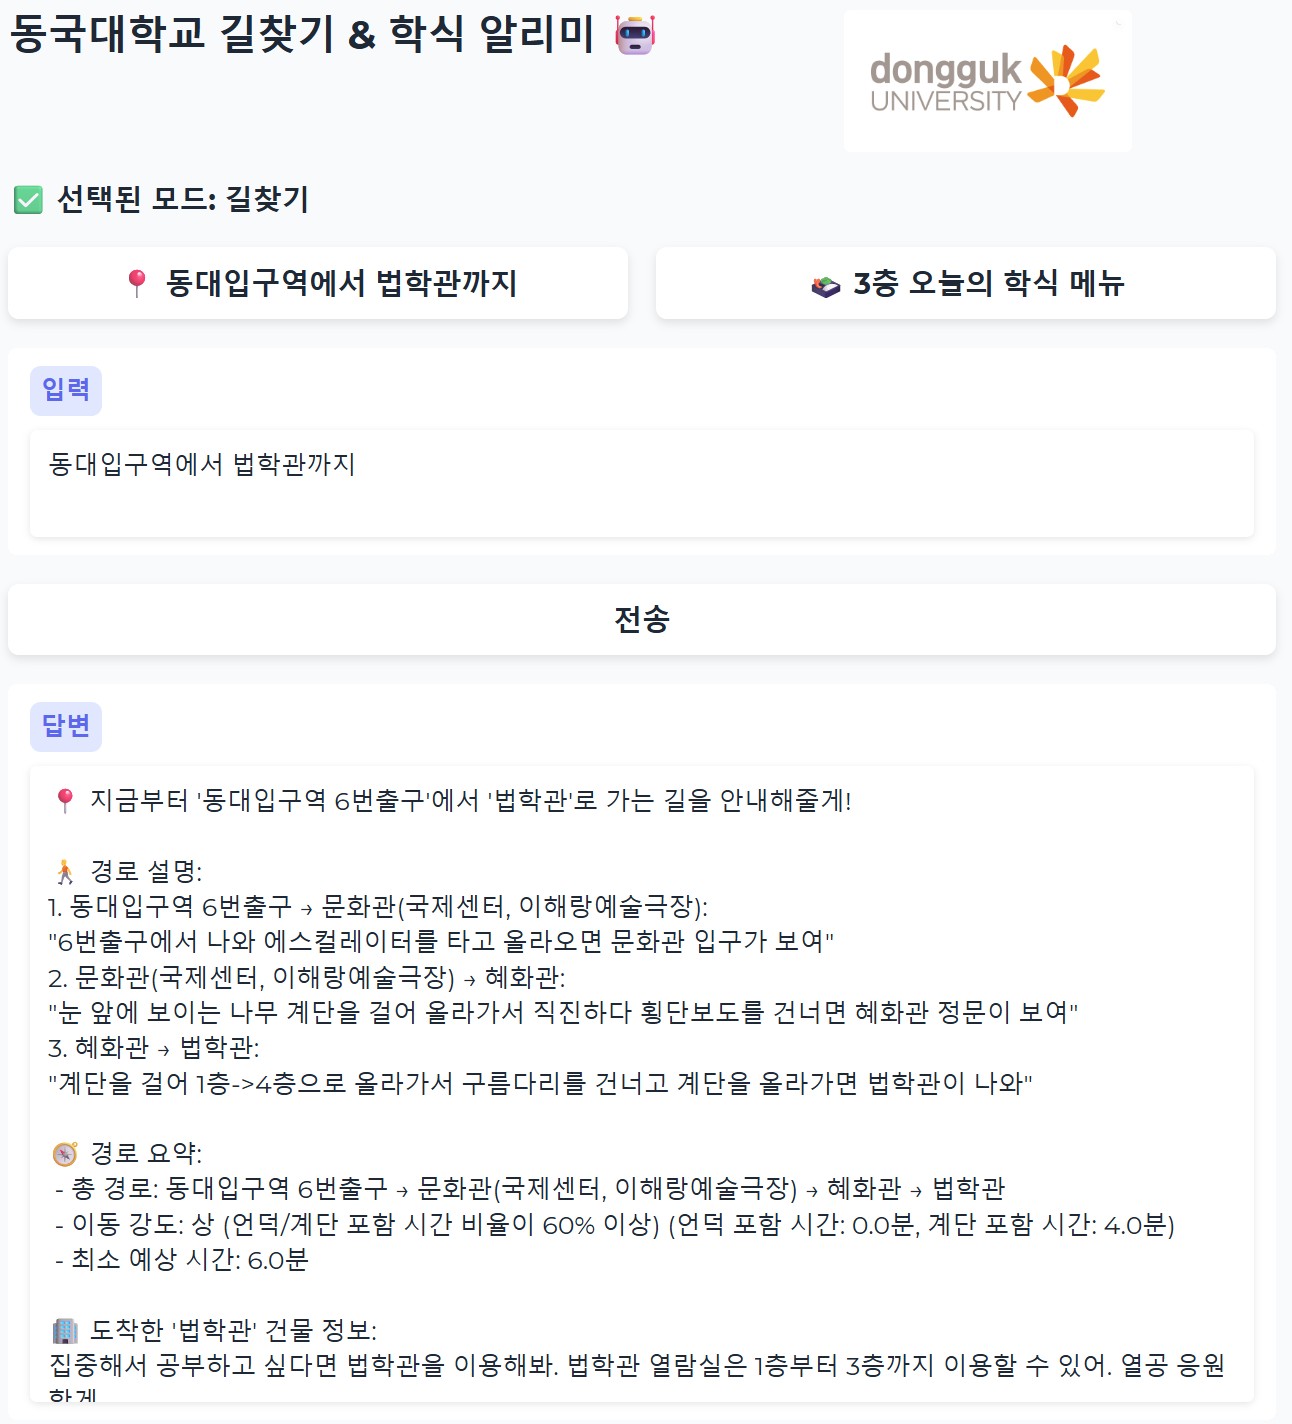 동국대학교 길찾기 & 학식 알리미 🤖
dongguk
UNIVERSITY
✅ 선택된 모드: 길찾기
📍 동대입구역에서 법학관까지
🍱 3층 오늘의 학식 메뉴
입력
동대입구역에서 법학관까지
전송
답변
📍 지금부터 '동대입구역 6번출구'에서 '법학관'로 가는 길을 안내해줄게!
🚶 경로 설명:
1. 동대입구역 6번출구 → 문화관(국제센터, 이해랑예술극장):
"6번출구에서 나와 에스컬레이터를 타고 올라오면 문화관 입구가 보여"
2. 문화관(국제센터, 이해랑예술극장) → 혜화관:
"눈 앞에 보이는 나무 계단을 걸어 올라가서 직진하다 횡단보도를 건너면 혜화관 정문이 보여"
3. 혜화관 → 법학관:
"계단을 걸어 1층->4층으로 올라가서 구름다리를 건너고 계단을 올라가면 법학관이 나와"
🧭 경로 요약:
- 총 경로: 동대입구역 6번출구 → 문화관(국제센터, 이해랑예술극장) → 혜화관 → 법학관
- 이동 강도: 상 (언덕/계단 포함 시간 비율이 60% 이상) (언덕 포함 시간: 0.0분, 계단 포함 시간: 4.0분)
- 최소 예상 시간: 6.0분
🏢 도착한 '법학관' 건물 정보:
집중해서 공부하고 싶다면 법학관을 이용해봐. 법학관 열람실은 1층부터 3층까지 이용할 수 있어. 열공 응원